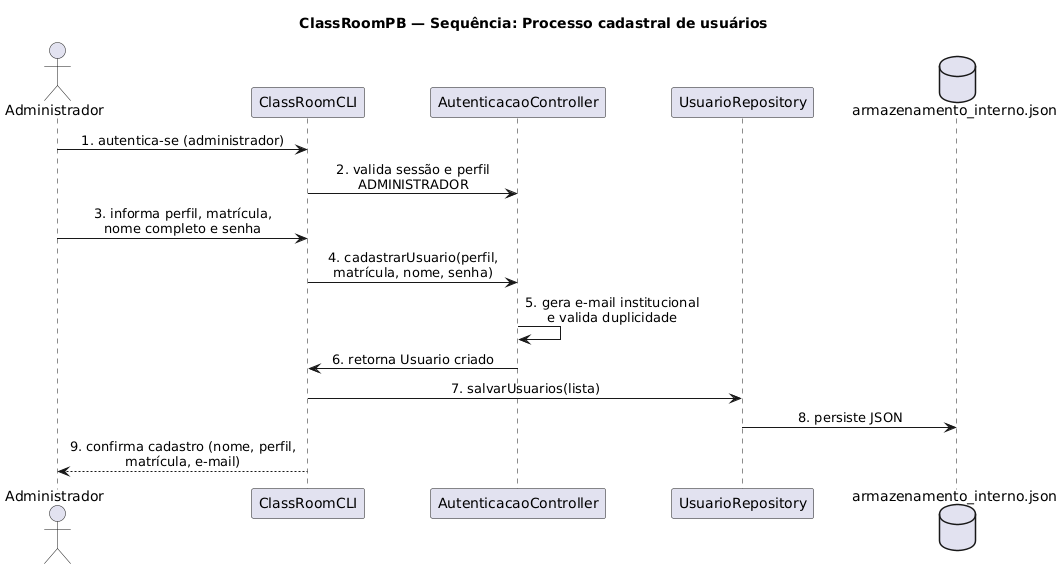 ClassRoomPB — Sequência: Processo cadastral de usuários
Administrador
ClassRoomCLI
AutenticacaoController
UsuarioRepository
armazenamento_interno.json
1. autentica-se (administrador)
2. valida sessão e perfil
ADMINISTRADOR
3. informa perfil, matrícula,
nome completo e senha
4. cadastrarUsuario(perfil,
matrícula, nome, senha)
5. gera e-mail institucional
e valida duplicidade
6. retorna Usuario criado
7. salvarUsuarios(lista)
8. persiste JSON
9. confirma cadastro (nome, perfil,
matrícula, e-mail)
Administrador
ClassRoomCLI
AutenticacaoController
UsuarioRepository
armazenamento_interno.json